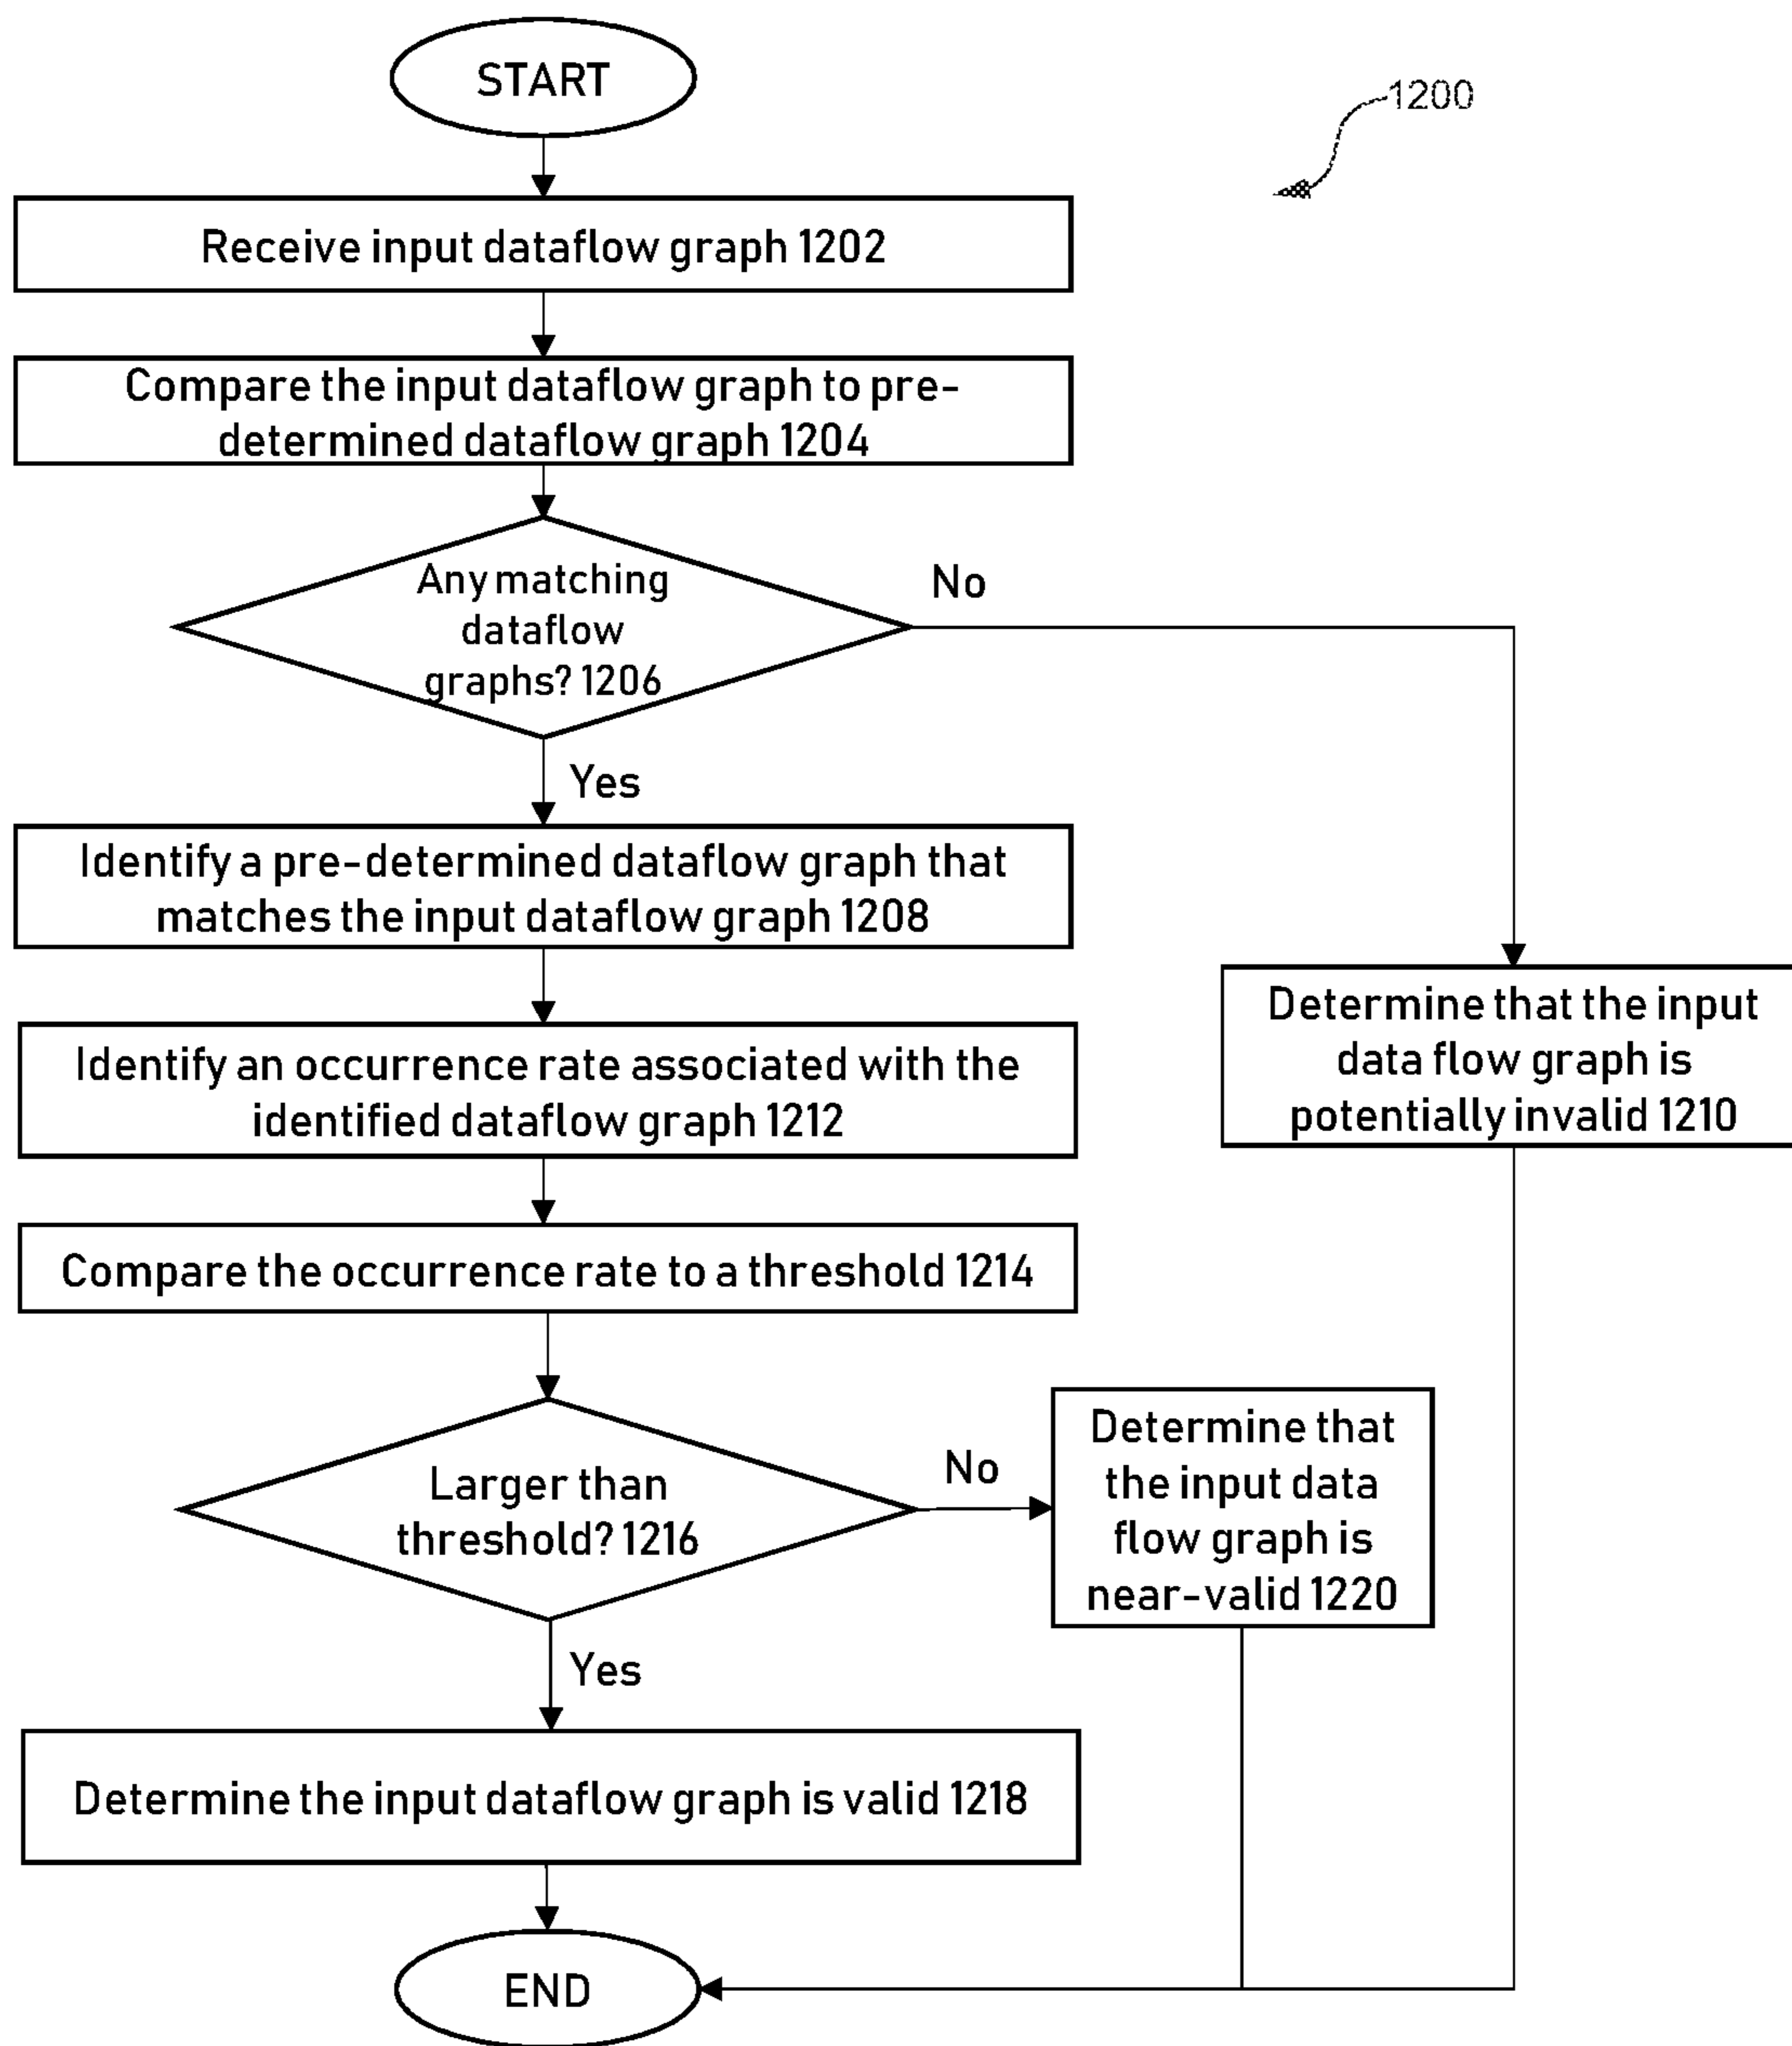 START
1200
Receive input dataflow graph 1202
Compare the input dataflow graph to pre-
determined dataflow graph 1204
Any matching
dataflow
graphs? 1206
No
Yes
Identify a pre-determined dataflow graph that
matches the input dataflow graph 1208
Determine that the input
data flow graph is
potentially invalid 1210
Identify an occurrence rate associated with the
identified dataflow graph 1212
Compare the occurrence rate to a threshold 1214
Larger than
threshold? 1216
No
Determine that
the input data
flow graph is
near-valid 1220
Yes
Determine the input dataflow graph is valid 1218
END